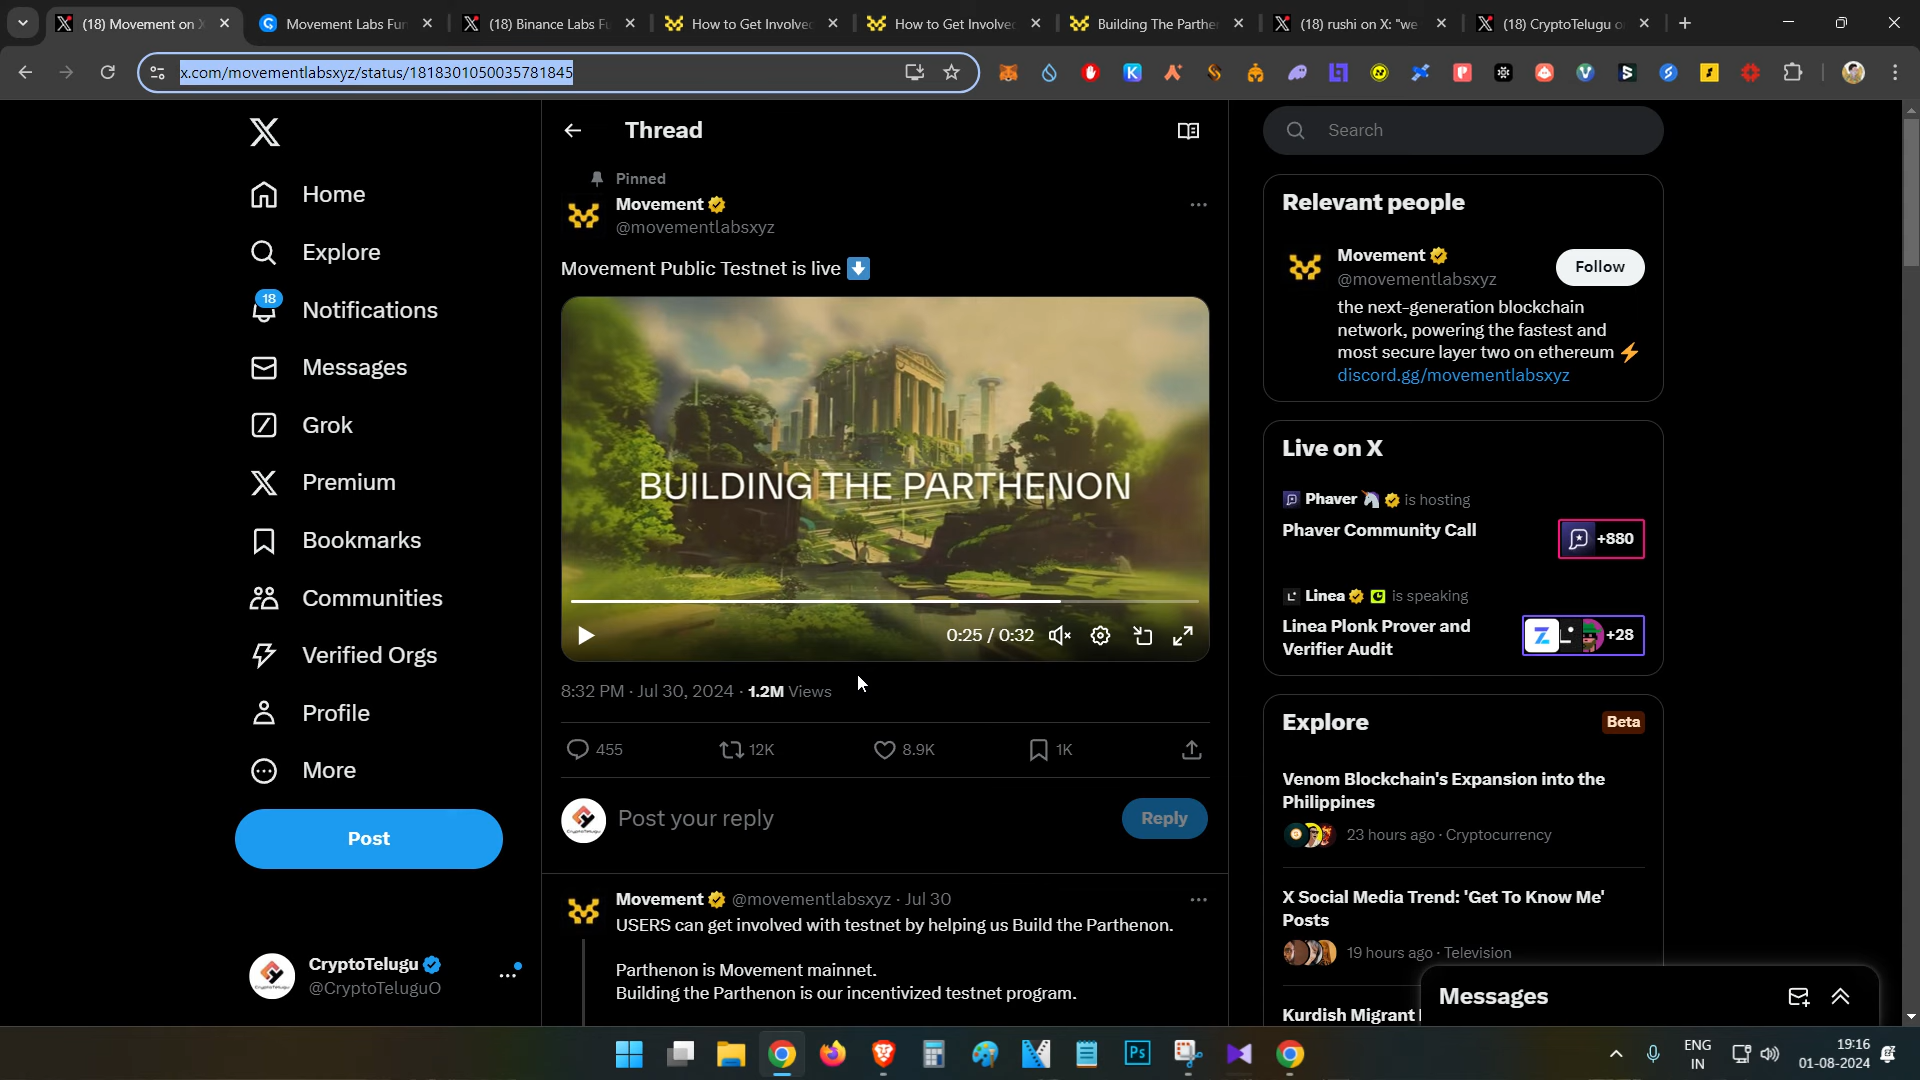 (18) Movement on X
Movement Labs Fun
(18) Binance Labs Fu
How to Get Involve
How to Get Involve
Building The Parthe
(18) rushi on X: "we
(18) CryptoTelugu o
x.com/movementlabsxyz/status/1818301050035781845
Home
Explore
18
Notifications
Messages
Grok
Premium
Bookmarks
Communities
Verified Orgs
Profile
More
Post
CryptoTelugu
@CryptoTeluguO
Thread
Pinned
Movement
@movementlabsxyz
Movement Public Testnet is live
BUILDING THE PARTHENON
0:25 / 0:32
8:32 PM · Jul 30, 2024 · 1.2M Views
455
12K
8.9K
1K
Post your reply
Reply
Movement @movementlabsxyz · Jul 30
USERS can get involved with testnet by helping us Build the Parthenon.
Parthenon is Movement mainnet.
Building the Parthenon is our incentivized testnet program.
Search
Relevant people
Movement
@movementlabsxyz
Follow
the next-generation blockchain
network, powering the fastest and
most secure layer two on ethereum
discord.gg/movementlabsxyz
Live on X
Phaver is hosting
Phaver Community Call
+880
Linea is speaking
Linea Plonk Prover and
Verifier Audit
+28
Explore
Beta
Venom Blockchain's Expansion into the
Philippines
23 hours ago · Cryptocurrency
X Social Media Trend: 'Get To Know Me'
Posts
19 hours ago · Television
Kurdish Migrant
Messages
Ps
ENG
IN
19:16
01-08-2024